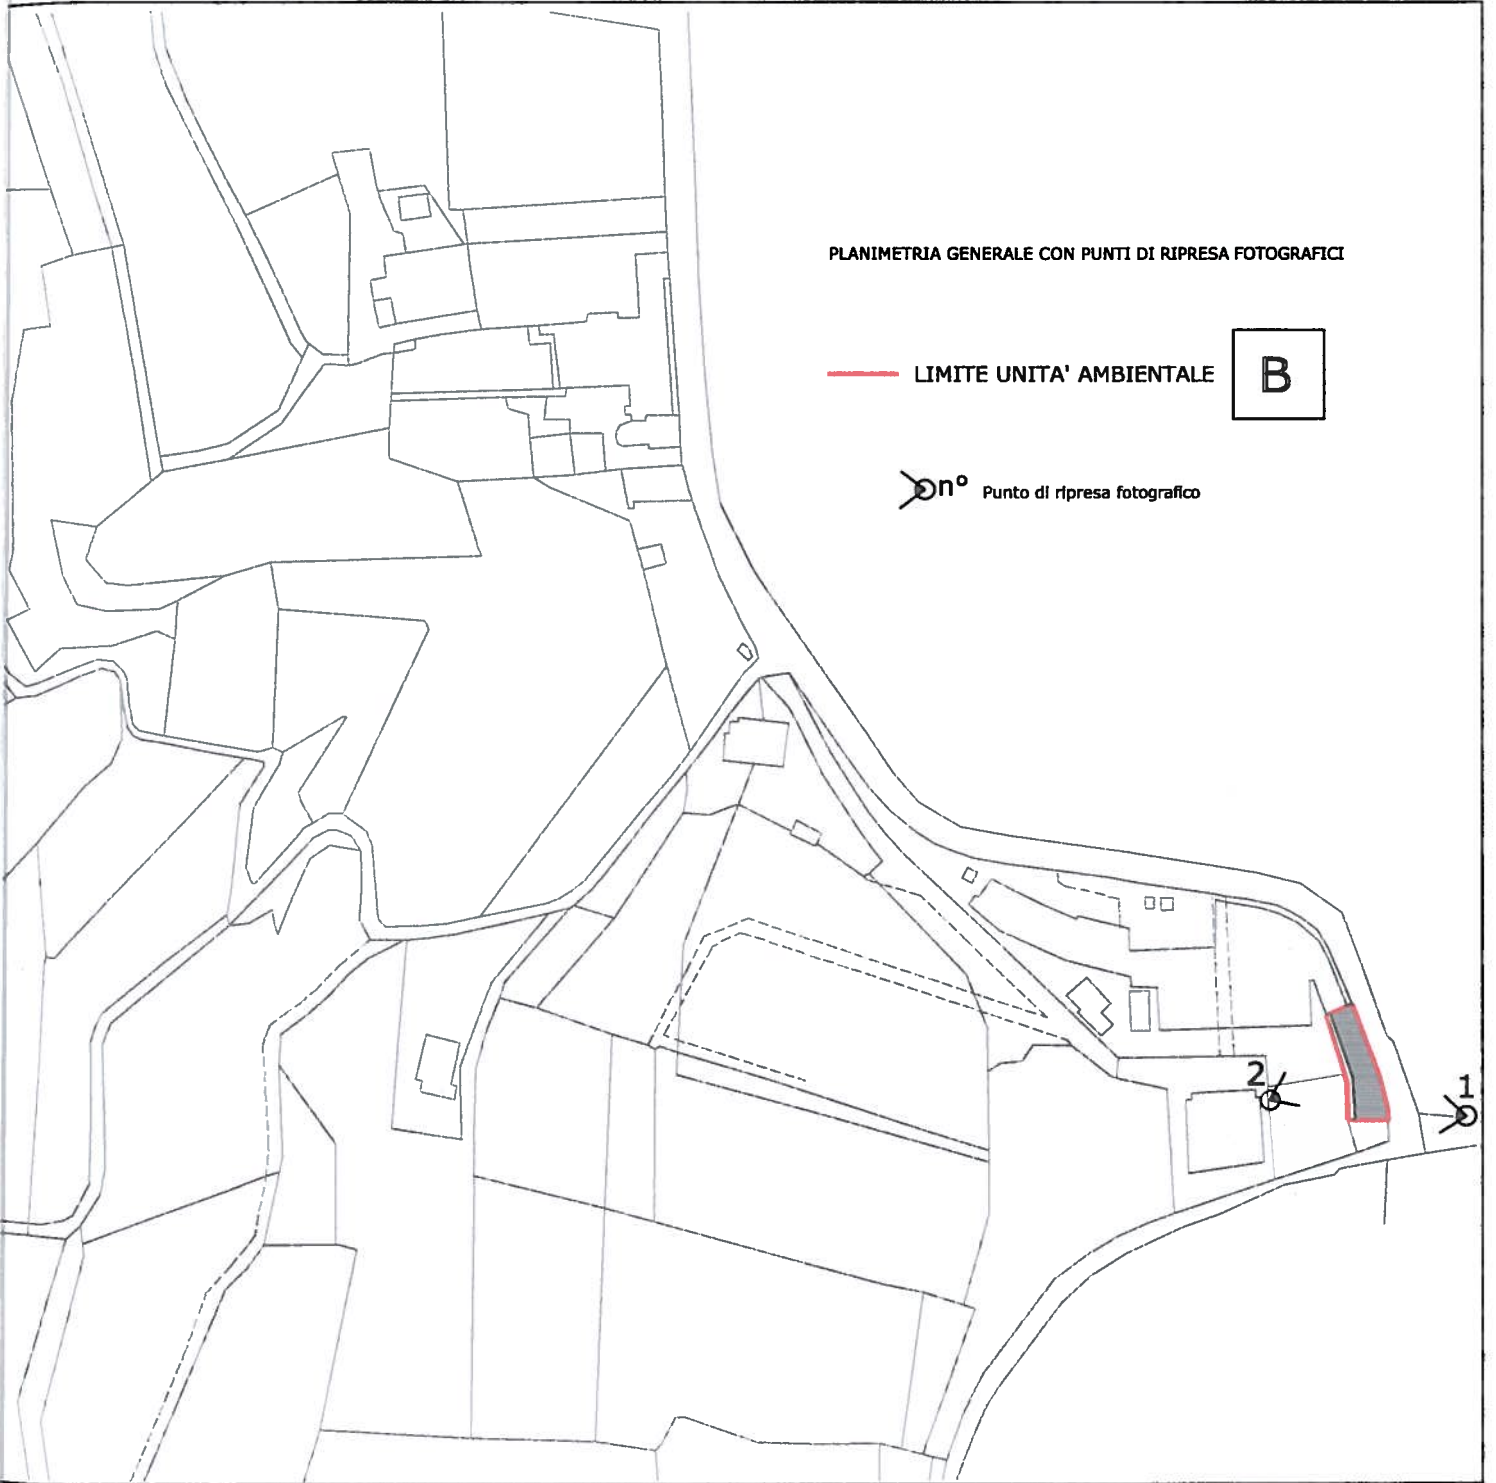 PLANIMETRIA GENERALE CON PUNTI DI RIPRESA FOTOGRAFICI
LIMITE UNITA' AMBIENTALE B
n° Punto di ripresa fotografico
2
1